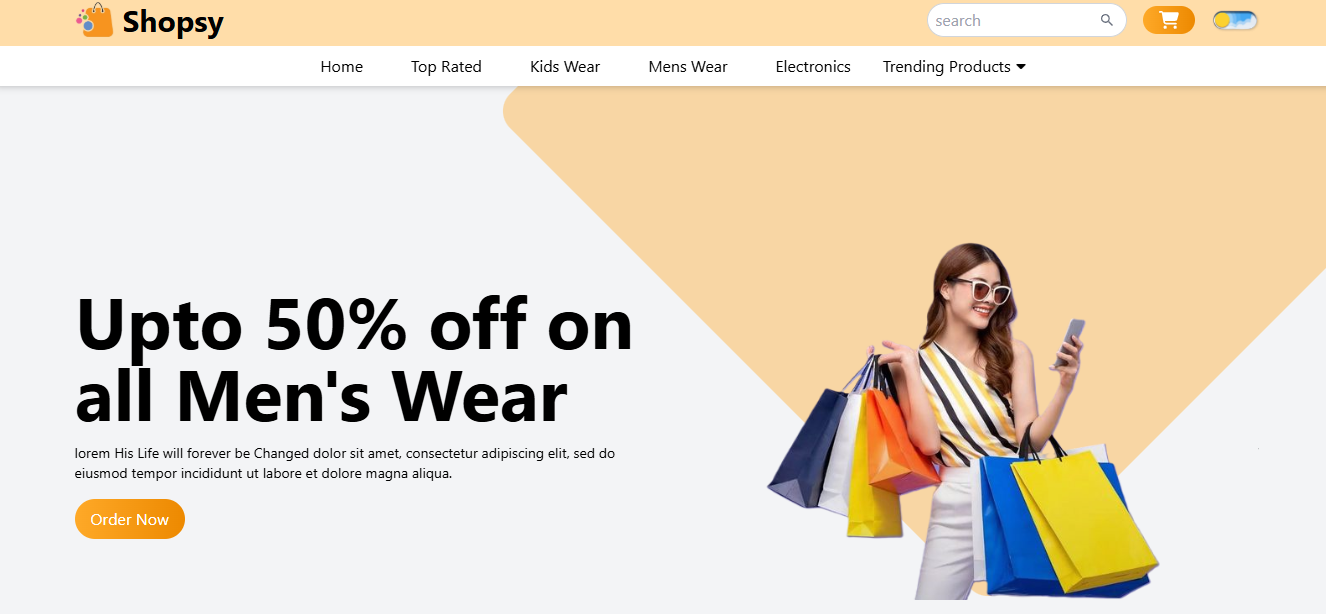 Shopsy
search
Home
Top Rated
Kids Wear
Mens Wear
Electronics
Trending Products
Upto 50% off on
all Men's Wear
lorem His Life will forever be Changed dolor sit amet, consectetur adipiscing elit, sed do
eiusmod tempor incididunt ut labore et dolore magna aliqua.
Order Now